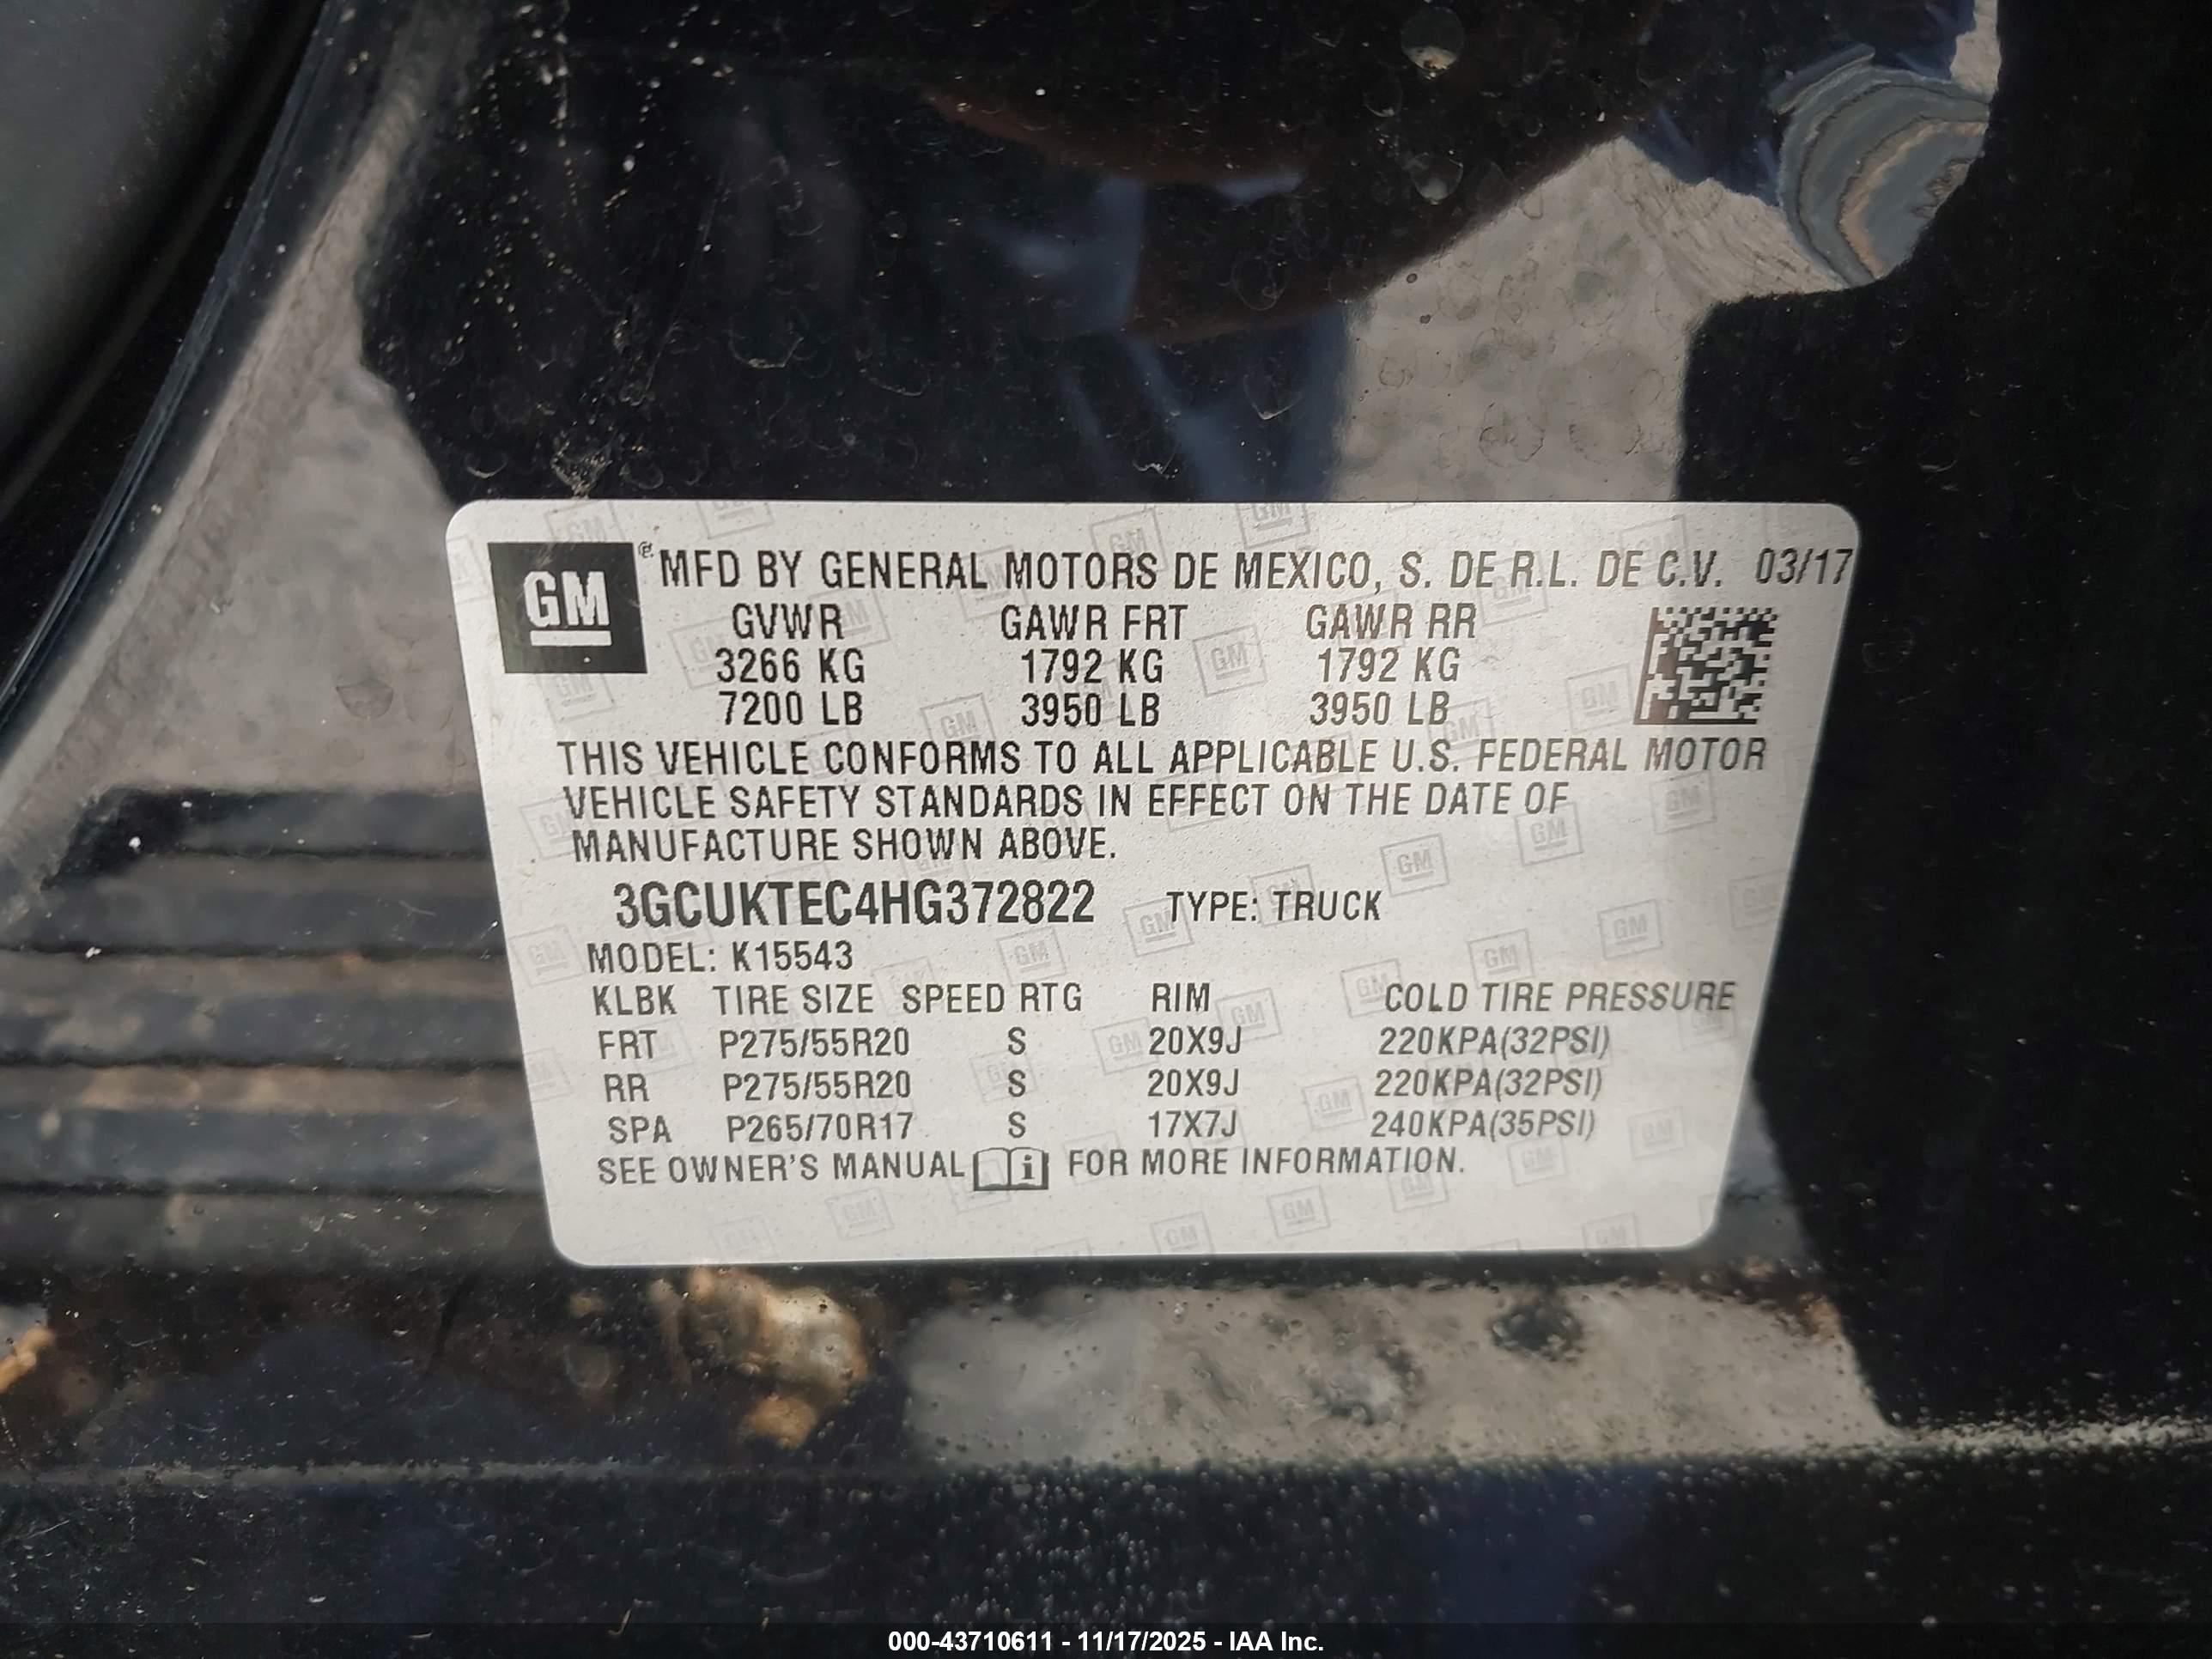 GM ® MFD BY GENERAL MOTORS DE MEXICO, S. DE R.L. DE C.V. 03/17
GVWR GAWR FRT GAWR RR
3266 KG 1792 KG 1792 KG
7200 LB 3950 LB 3950 LB
THIS VEHICLE CONFORMS TO ALL APPLICABLE U.S. FEDERAL MOTOR
VEHICLE SAFETY STANDARDS IN EFFECT ON THE DATE OF
MANUFACTURE SHOWN ABOVE.
3GCUKTEC4HG372822 TYPE: TRUCK
MODEL: K15543
KLBK TIRE SIZE SPEED RTG RIM COLD TIRE PRESSURE
FRT P275/55R20 S 20X9J 220KPA(32PSI)
RR P275/55R20 S 20X9J 220KPA(32PSI)
SPA P265/70R17 S 17X7J 240KPA(35PSI)
SEE OWNER'S MANUAL i FOR MORE INFORMATION.
000-43710611 - 11/17/2025 - IAA Inc.